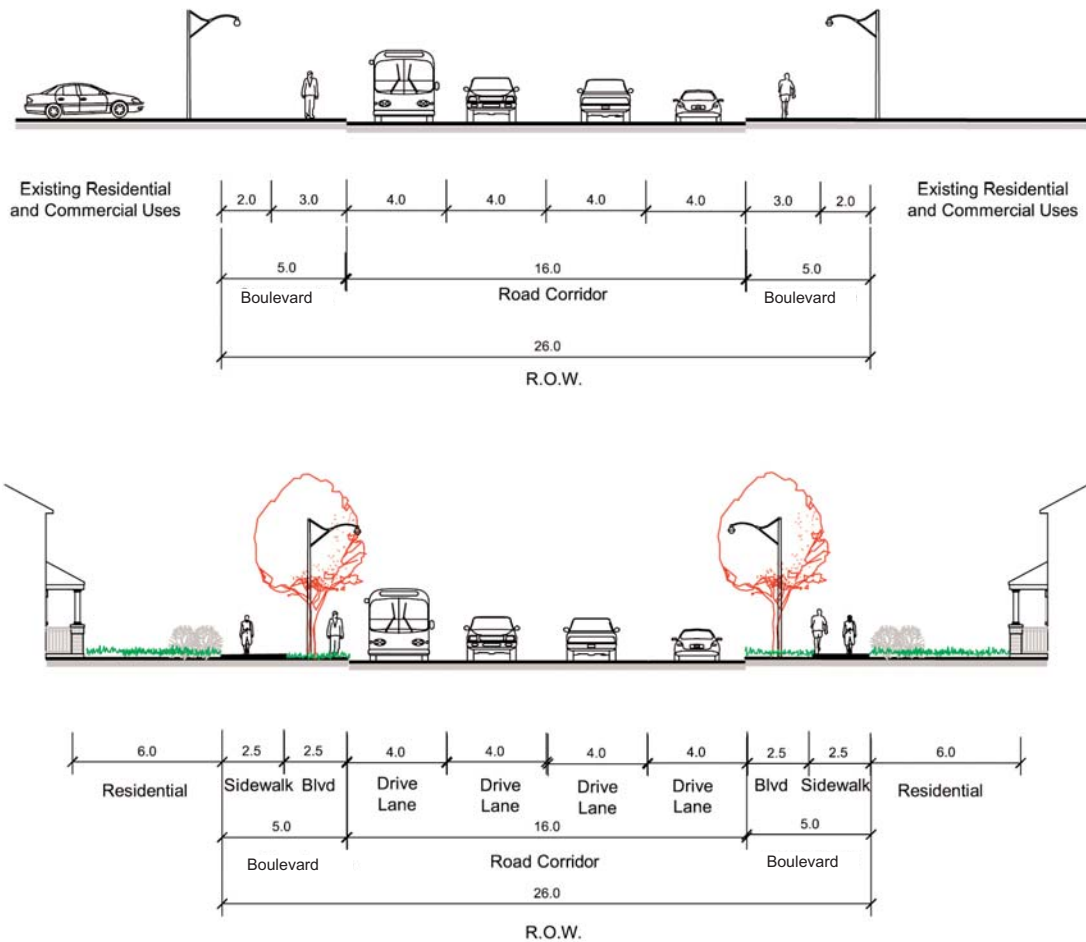 Existing Residential
and Commercial Uses
Existing Residential
and Commercial Uses
2.0 3.0 4.0 4.0 4.0 4.0 3.0 2.0
5.0 16.0 5.0
Boulevard Road Corridor Boulevard
26.0
R.O.W.
6.0 2.5 2.5 4.0 4.0 4.0 4.0 2.5 2.5 6.0
Residential Sidewalk Blvd Drive Lane Drive Lane Drive Lane Drive Lane Blvd Sidewalk Residential
5.0 16.0 5.0
Boulevard Road Corridor Boulevard
26.0
R.O.W.